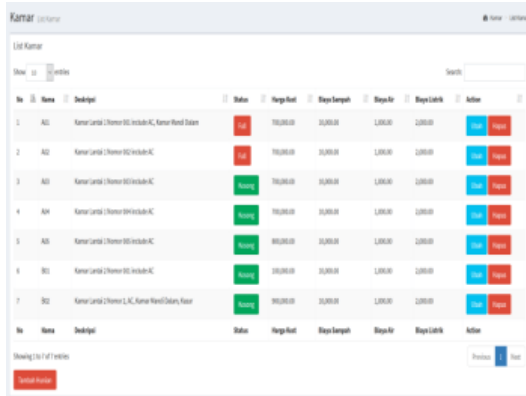 Kamar List Kamar
Kamar List Kamar
List Kamar
Show 10 entries Search:
No Nama Deskripsi Status Harga Kost Biaya Sampah Biaya Air Biaya Listrik Action
1 A01 Kamar Lantai 1 Nomor 001 Include AC, Kamar Mandi Dalam Full 700,000.00 10,000.00 1,000.00 2,000.00 Ubah Hapus
2 A02 Kamar Lantai 1 Nomor 002 Include AC Full 700,000.00 10,000.00 1,000.00 2,000.00 Ubah Hapus
3 A03 Kamar Lantai 1 Nomor 003 Include AC Kosong 700,000.00 10,000.00 1,000.00 2,000.00 Ubah Hapus
4 A04 Kamar Lantai 1 Nomor 004 Include AC Kosong 700,000.00 10,000.00 1,000.00 2,000.00 Ubah Hapus
5 A05 Kamar Lantai 1 Nomor 005 Include AC Kosong 10,000.00 1,000.00 2,000.00 Ubah Hapus
6 B01 Kamar Lantai 2 Nomor 001 Include AC Kosong 10,000.00 1,000.00 2,000.00 Ubah Hapus
7 B02 Kamar Lantai 2 Nomor 2, AC, Kamar Mandi Dalam, Kasur Kosong 900,000.00 10,000.00 1,000.00 2,000.00 Ubah Hapus
No Nama Deskripsi Status Harga Kost Biaya Sampah Biaya Air Biaya Listrik Action
Showing 1 to 7 of 7 entries Previous 1 Next